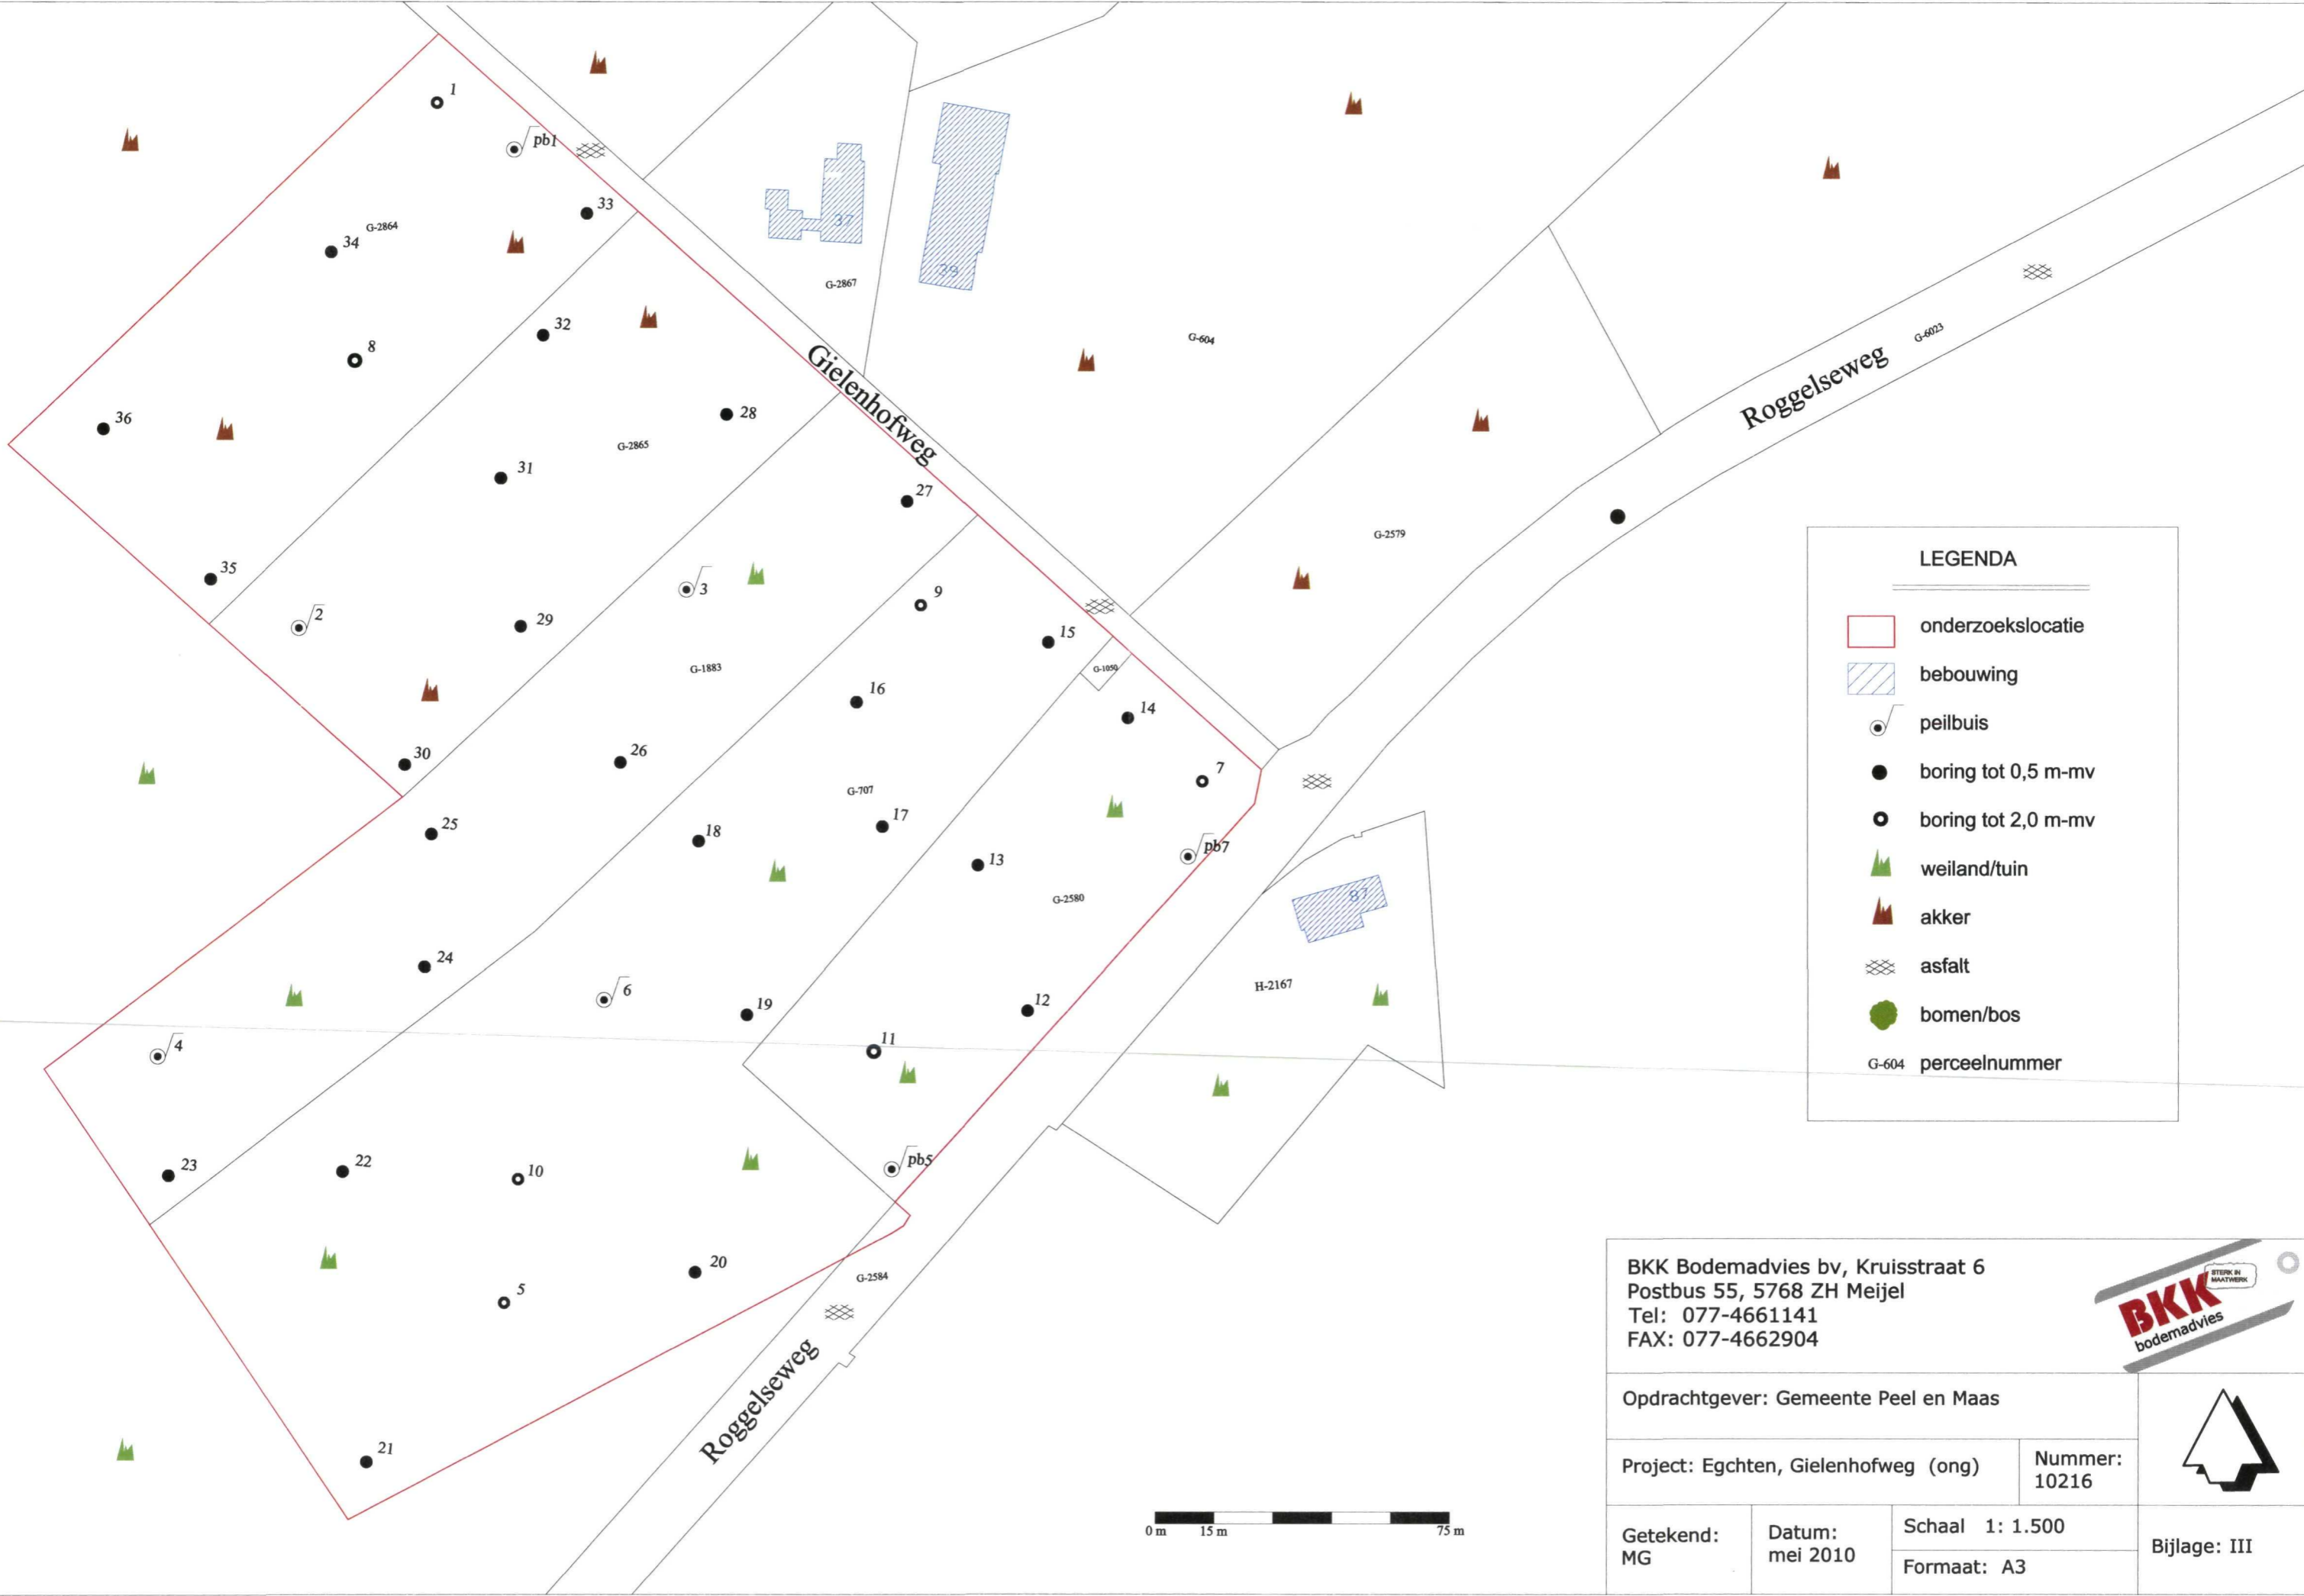 1
pb1
33
G-2864
34
37
G-2867
39
32
8
G-604
G-6023
Roggelseweg
Gielenhofweg
28
36
G-2865
31
27
G-2579
35
3
9
2
29
15
G-1050
G-1883
16
14
30
26
7
G-707
25
18
17
pb7
13
G-2580
87
24
6
19
12
H-2167
11
4
pb5
23
22
10
20
G-2584
5
Roggelseweg
21
0 m 15 m 75 m
LEGENDA
onderzoekslocatie
bebouwing
peilbuis
boring tot 0,5 m-mv
boring tot 2,0 m-mv
weiland/tuin
akker
asfalt
bomen/bos
G-604 perceelnummer
BKK Bodemadvies bv, Kruisstraat 6
Postbus 55, 5768 ZH Meijel
Tel: 077-4661141
FAX: 077-4662904
STERK IN
MAATWERK
BKK
bodemadvies
Opdrachtgever: Gemeente Peel en Maas
Project: Egchten, Gielenhofweg (ong)
Nummer:
10216
Getekend:
MG
Datum:
mei 2010
Schaal 1: 1.500
Formaat: A3
Bijlage: III